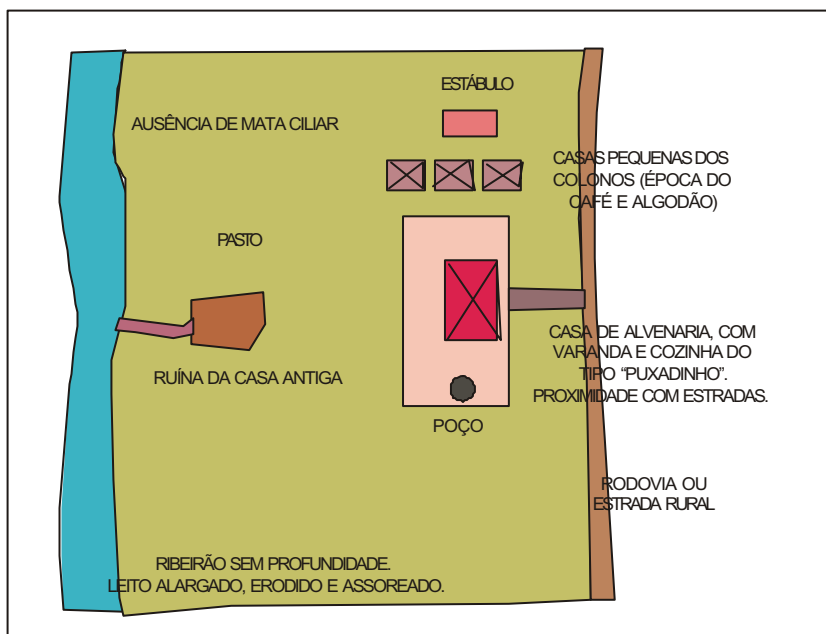 ESTÁBULO
AUSÊNCIA DE MATA CILIAR
CASAS PEQUENAS DOS
COLONOS (ÉPOCA DO
CAFÉ E ALGODÃO)
PASTO
CASA DE ALVENARIA, COM
VARANDA E COZINHA DO
TIPO “PUXADINHO”.
PROXIMIDADE COM ESTRADAS.
RUÍNA DA CASA ANTIGA
POÇO
RODOVIA OU
ESTRADA RURAL
RIBEIRÃO SEM PROFUNDIDADE.
LEITO ALARGADO, ERODIDO E ASSOREADO.